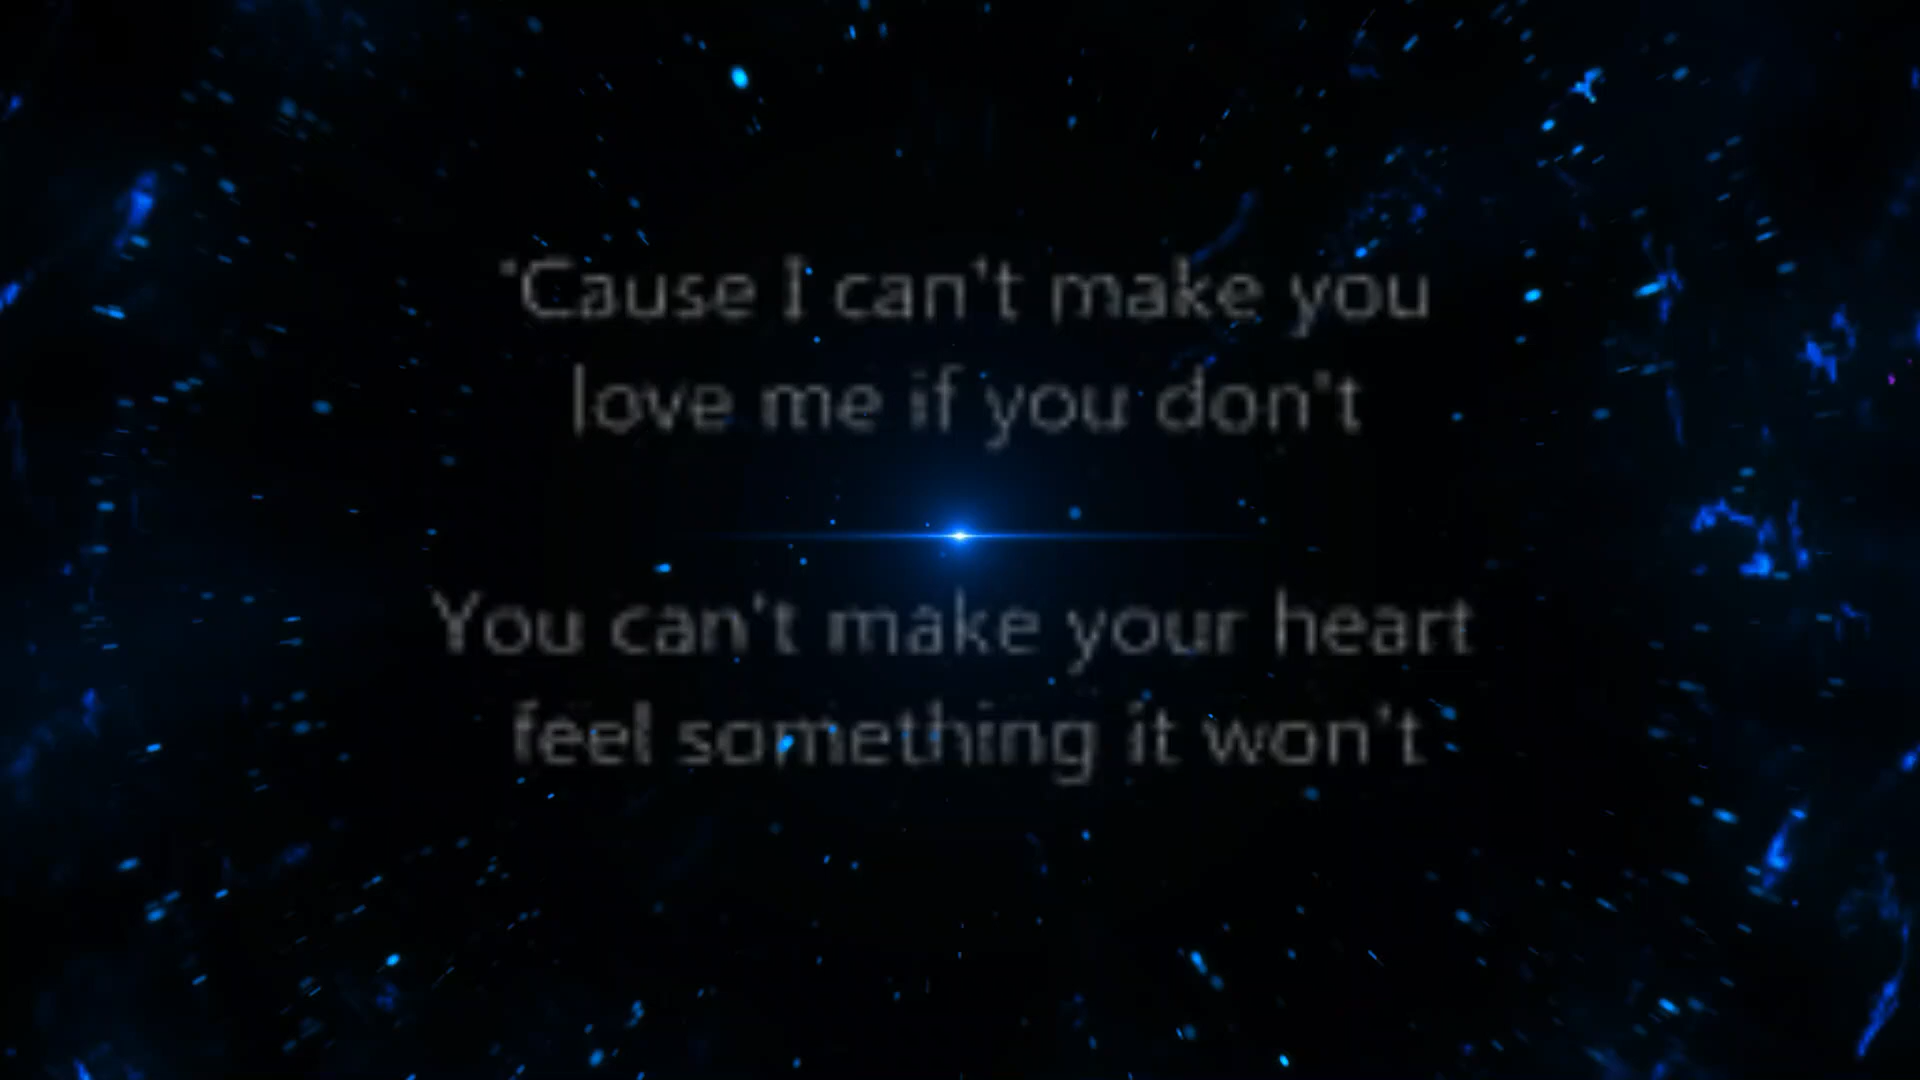 'Cause I can't make you
love me if you don't
You can't make your heart
feel something it won't